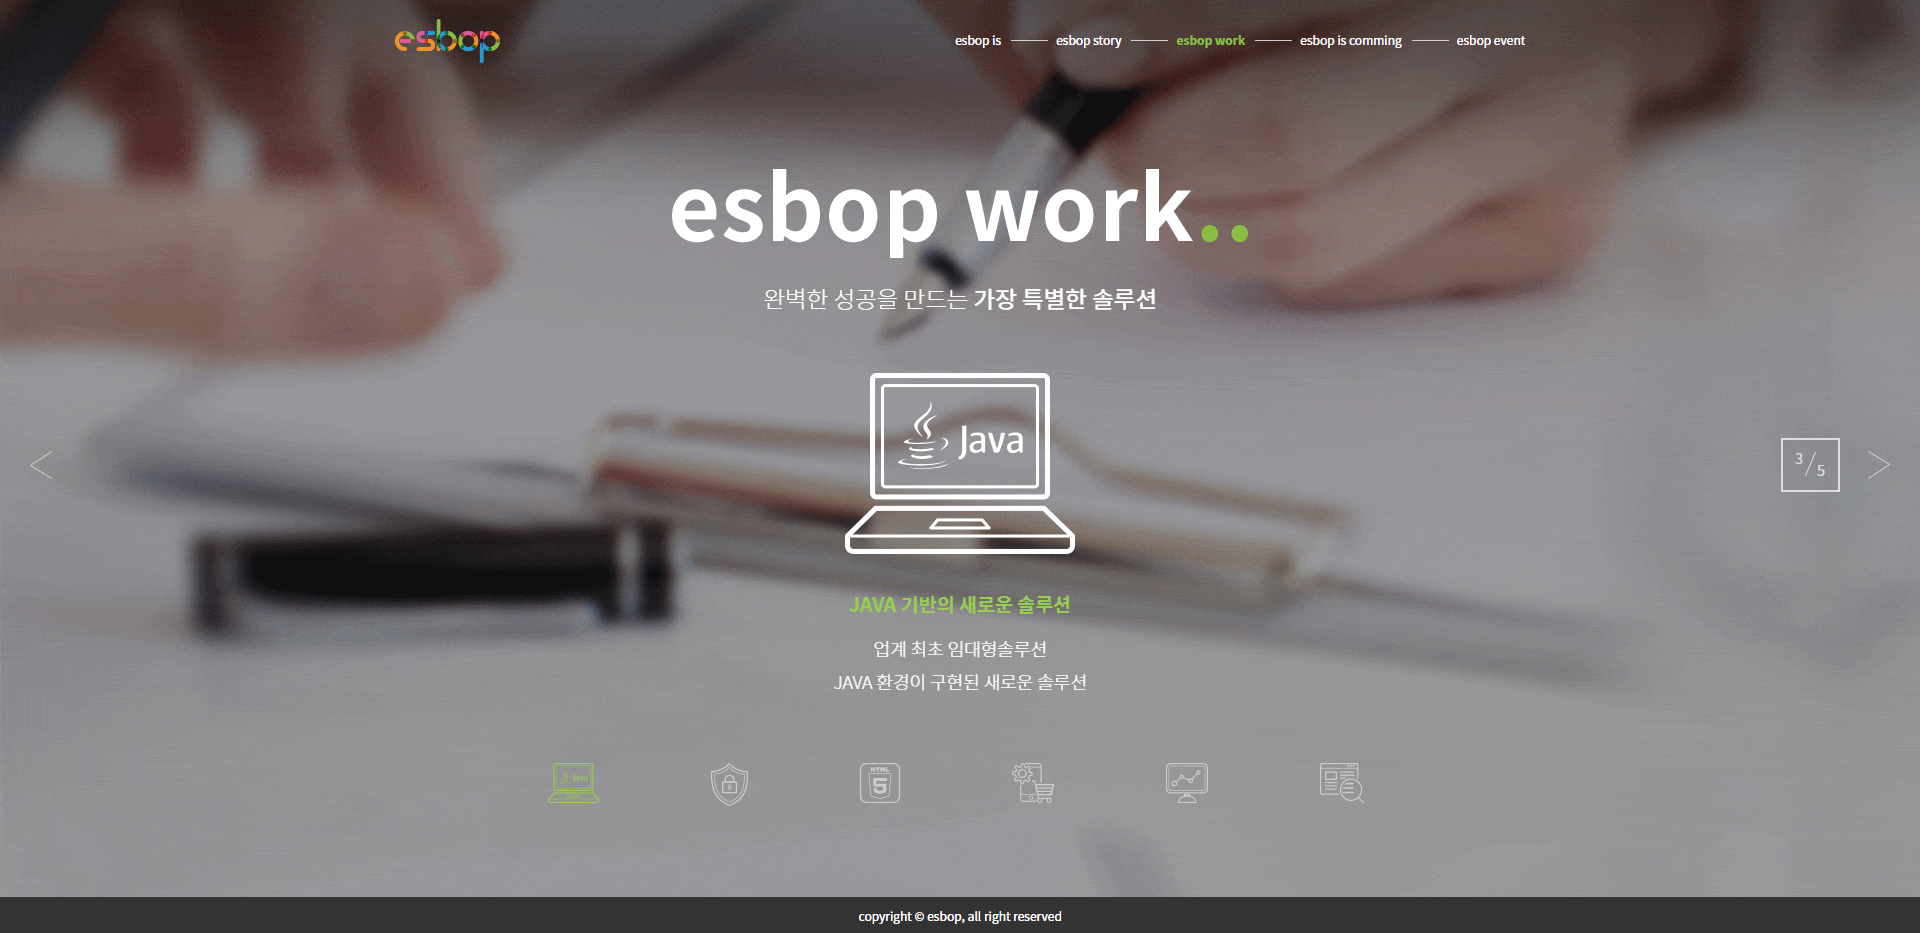 esbop
esbop is
esbop story
esbop work
esbop is comming
esbop event
esbop work..
완벽한 성공을 만드는 가장 특별한 솔루션
Java
3/5
JAVA 기반의 새로운 솔루션
업계 최초 임대형솔루션
JAVA 환경이 구현된 새로운 솔루션
Java
HTML
5
copyright © esbop, all right reserved